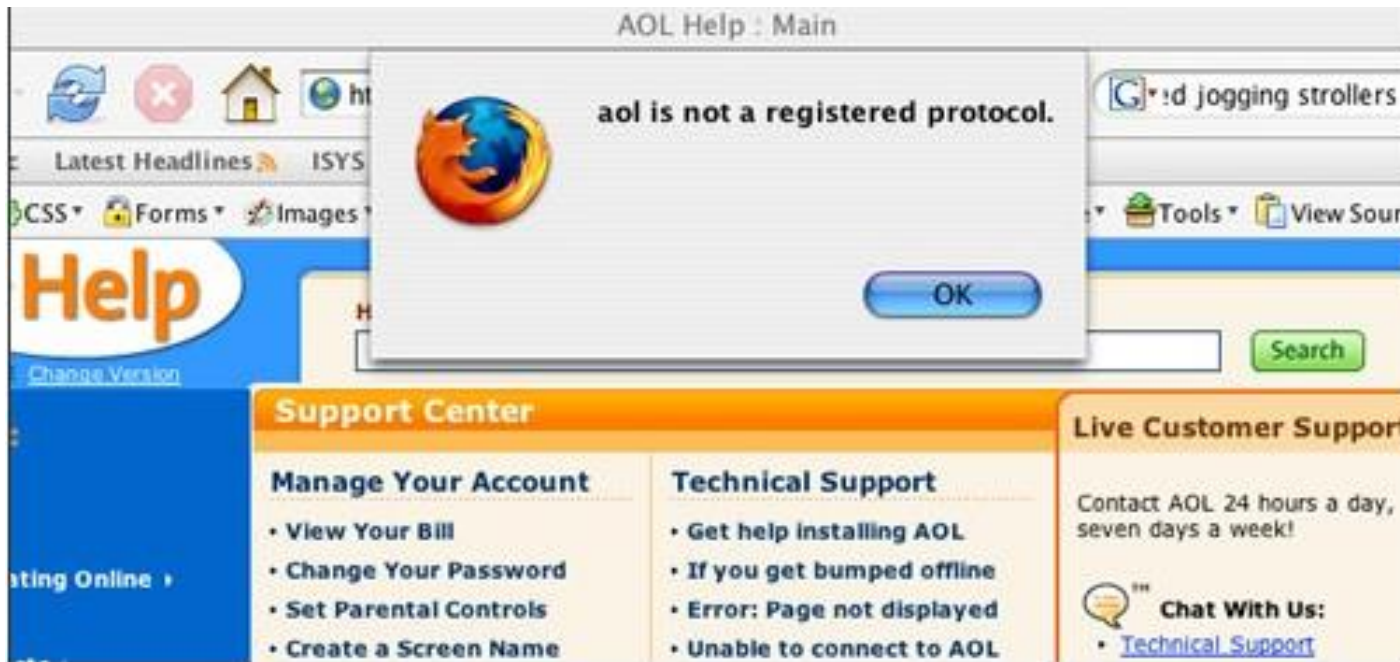 AOL Help : Main
aol is not a registered protocol.
jogging strollers
Latest Headlines
ISYS
CSS
Forms
Images
Tools
View
OK
Help
Change Version
Search
Support Center
Live Customer Support
Manage Your Account
Technical Support
Contact AOL 24 hours a day,
seven days a week!
• View Your Bill
• Get help installing AOL
• Change Your Password
• If you get bumped offline
Online
• Set Parental Controls
• Error: Page not displayed
Chat With Us:
• Create a Screen Name
• Unable to connect to AOL
• Technical Support